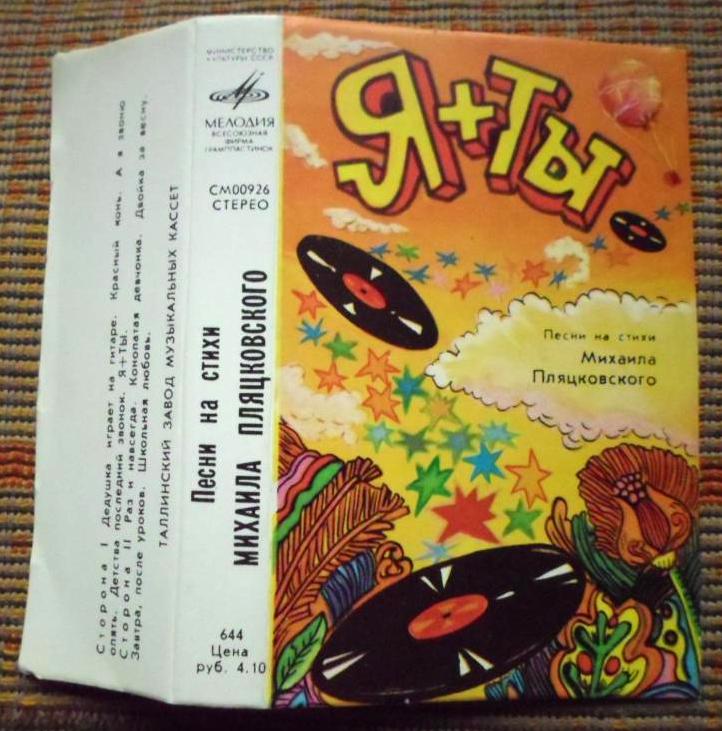 Сторона I Дедушка играет на гитаре. Красный конь. А я звоню
опять. Детства последний звонок. Я+ТЫ.
Сторона II Раз и навсегда. Конопатая девчонка. Двойка за весну.
Завтра, после уроков. Школьная любовь.
ТАЛЛИНСКИЙ ЗАВОД МУЗЫКАЛЬНЫХ КАССЕТ
МИНИСТЕРСТВО
КУЛЬТУРЫ СССР
МЕЛОДИЯ
ВСЕСОЮЗНАЯ
ФИРМА
ГРАМПЛАСТИНОК
СМ00926
СТЕРЕО
Песни на стихи
МИХАИЛА ПЛЯЦКОВСКОГО
644
Цена
руб. 4.10
Я+ТЫ
Песни на стихи
Михаила
Пляцковского